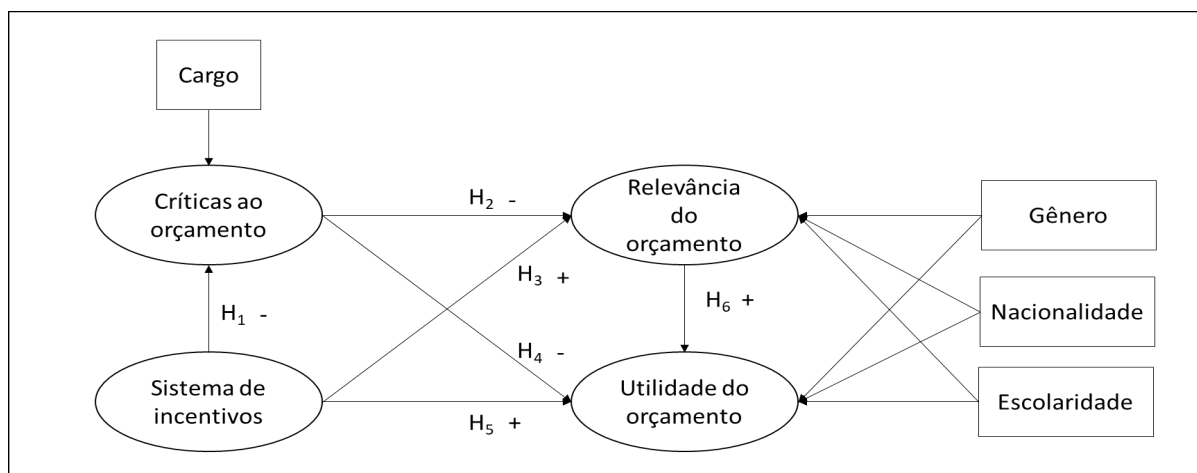 Cargo
Críticas ao
orçamento
H₂ -
Relevância
do
orçamento
Gênero
H₃ +
H₁ -
H₆ +
Nacionalidade
H₄ -
Sistema de
incentivos
H₅ +
Utilidade do
orçamento
Escolaridade